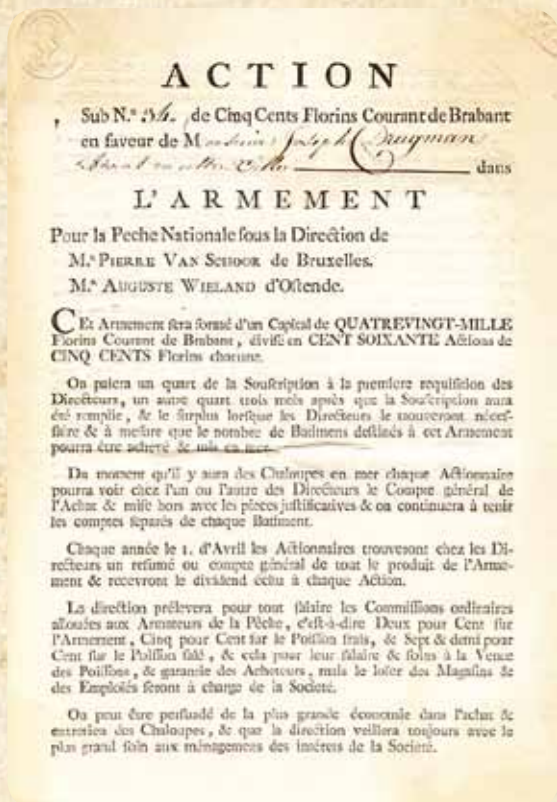 ACTION
Sub N.º 34. de Cinq Cents Florins Courant de Brabant
en faveur de Monsieur Joseph Cruyman
dans
L'ARMEMENT
Pour la Peche Nationale ſous la Direction de
M.ʳ PIERRE VAN SCHOOR de Bruxelles.
M.ʳ AUGUSTE WIELAND d'Oſtende.
CEt Armement ſera formé d'un Capital de QUATREVINGT-MILLE
Florins Courant de Brabant, diviſé en CENT SOIXANTE Actions de
CINQ CENTS Florins chacune.
On paiera un quart de la Souſcription à la premiere requiſition des
Directeurs, un autre quart trois mois après que la Souſcription aura
été remplie, & le ſurplus lorſque les Directeurs le trouveront néceſ-
ſaire & à meſure que le nombre de Batimens deſtinés à cet Armement
pourra être achevé & mis en mer.
Du moment qu'il y aura des Chaloupes en mer chaque Actionnaire
pourra voir chez l'un ou l'autre des Directeurs le Compte général de
l'Achat & miſe hors avec les pieces juſtificatives & on continuera à tenir
les comptes ſéparés de chaque Batiment.
Chaque année le 1. d'Avril les Actionnaires trouveront chez les Di-
recteurs un reſumé ou compte général de tout le produit de l'Arme-
ment & recevront le dividend échu à chaque Action.
La direction prélevera pour tout ſalaire les Commiſſions ordinaires
allouées aux Armateurs de la Pêche, c'eſt-à-dire Deux pour Cent ſur
l'Armement, Cinq pour Cent ſur le Poiſſon frais, & Sept & demi pour
Cent ſur le Poiſſon ſalé, & cela pour leur ſalaire & ſoins à la Vente
des Poiſſons, & garantie des Acheteurs, mais le loier des Magaſins &
des Emploiés ſeront à charge de la Societé.
On peut être perſuadé de la plus grande économie dans l'achat &
entretien des Chaloupes, & que la direction veillera toujours avec le
plus grand ſoin aux ménagemens des intérets de la Societé.